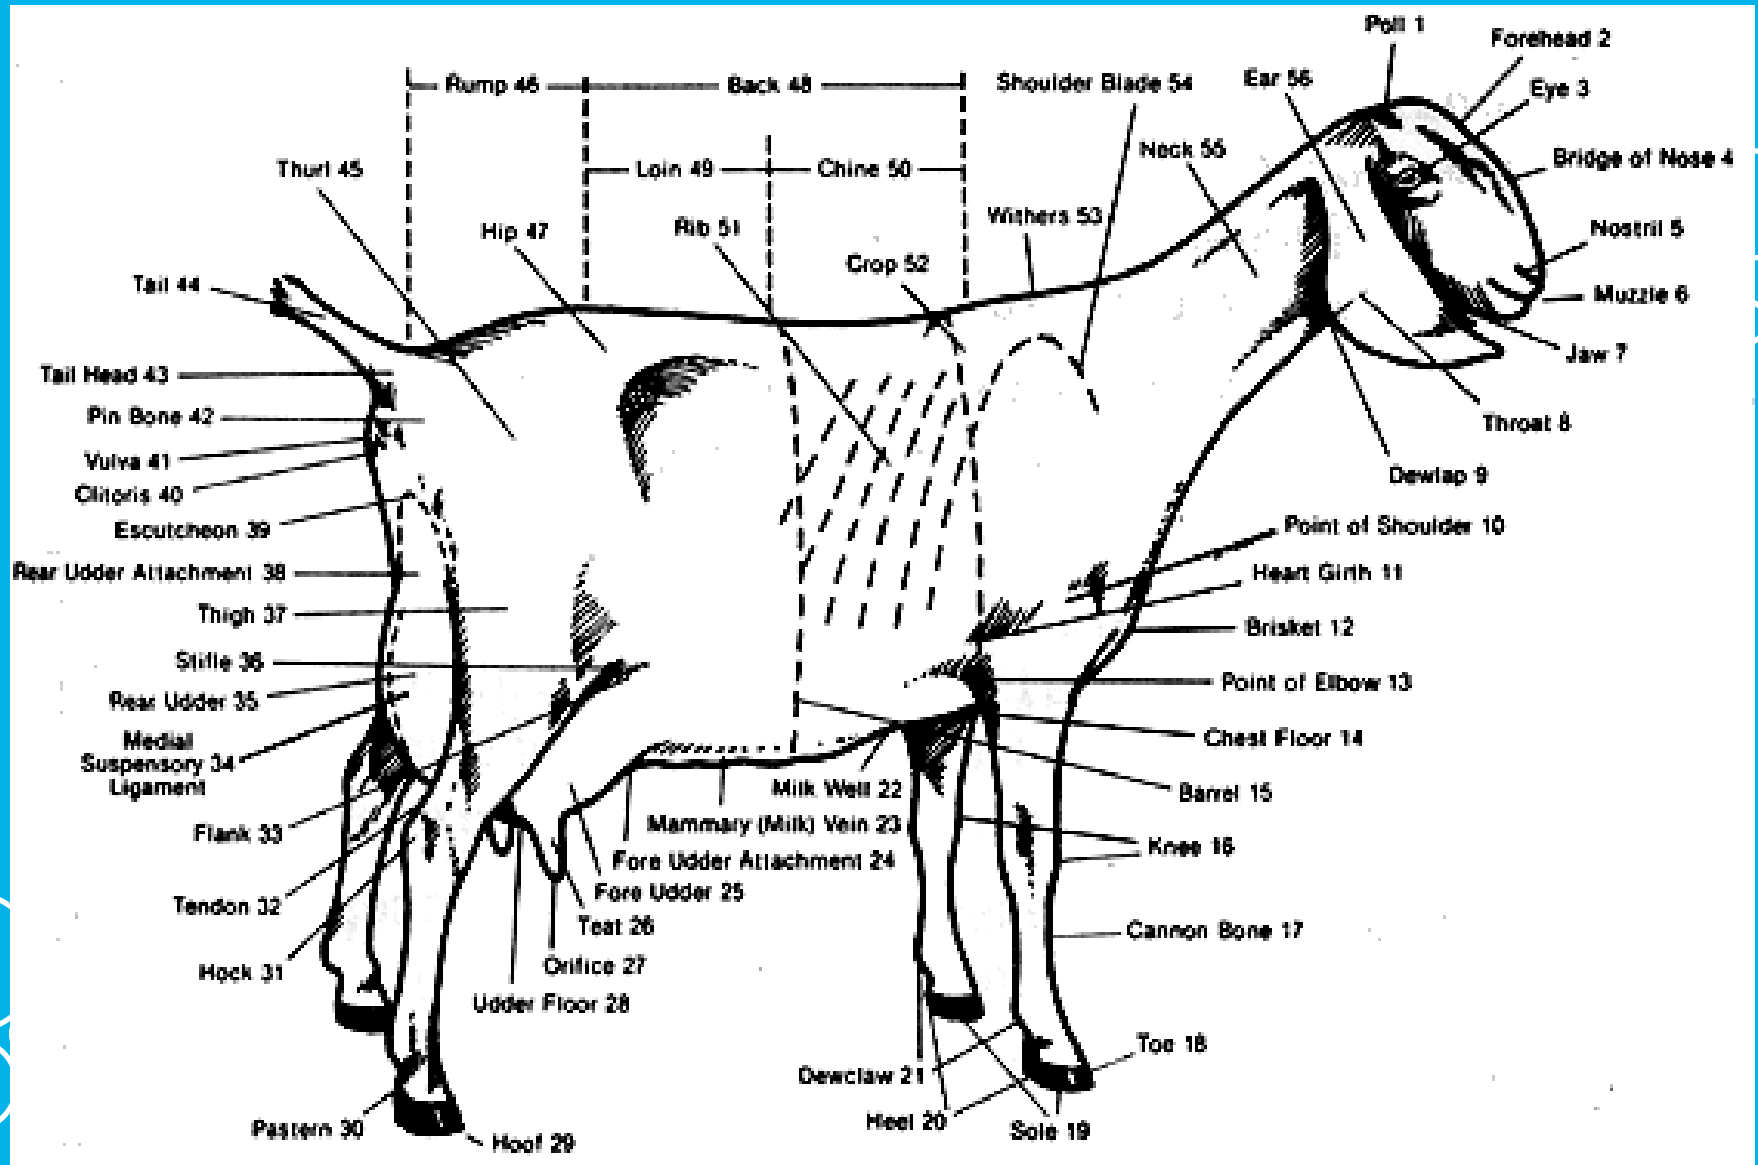 Poll 1
Forehead 2
Eye 3
Bridge of Nose 4
Nostril 5
Muzzle 6
Jaw 7
Throat 8
Dewlap 9
Point of Shoulder 10
Heart Girth 11
Brisket 12
Point of Elbow 13
Chest Floor 14
Barrel 15
Knee 16
Cannon Bone 17
Toe 18
Sole 19
Heel 20
Dewclaw 21
Milk Well 22
Mammary (Milk) Vein 23
Fore Udder Attachment 24
Fore Udder 25
Teat 26
Orifice 27
Udder Floor 28
Hoof 29
Pastern 30
Hock 31
Tendon 32
Flank 33
Medial
Suspensory 34
Ligament
Rear Udder 35
Stifle 36
Thigh 37
Rear Udder Attachment 38
Escutcheon 39
Clitoris 40
Vulva 41
Pin Bone 42
Tail Head 43
Tail 44
Thurl 45
Rump 46
Hip 47
Back 48
Loin 49
Chine 50
Rib 51
Crop 52
Withers 53
Shoulder Blade 54
Neck 55
Ear 56